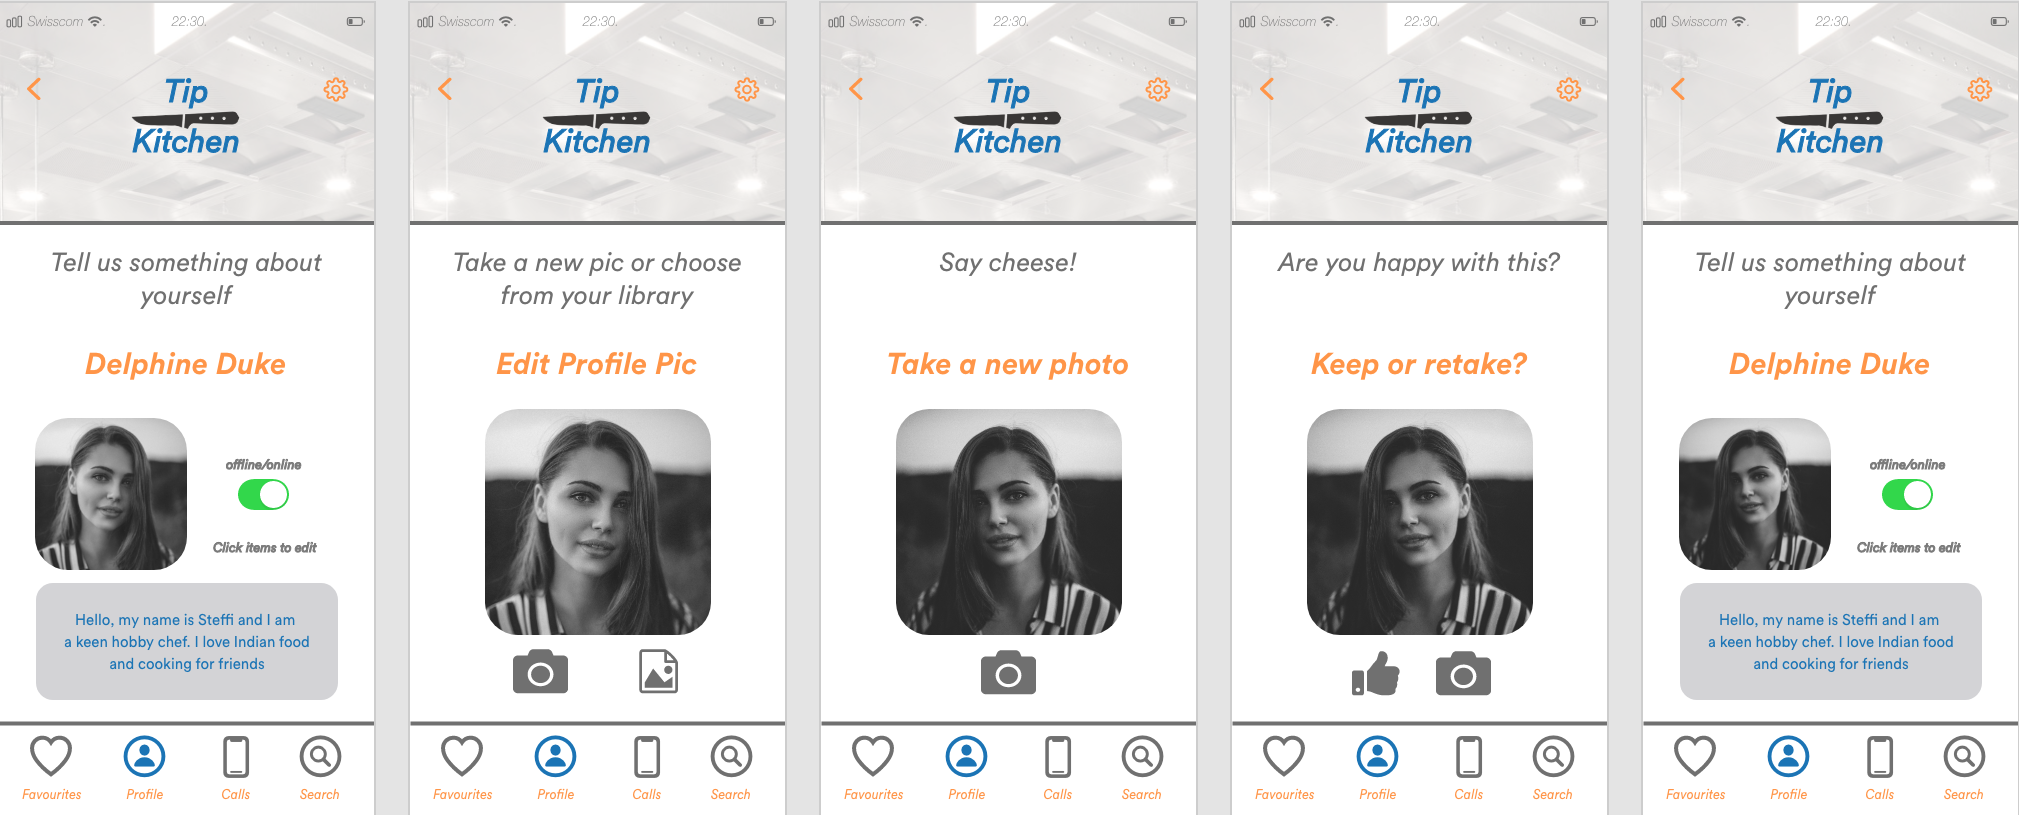 Swisscom
22:30.
Tip
Kitchen
Tell us something about
yourself
Delphine Duke
offline/online
Click items to edit
Hello, my name is Steffi and I am
a keen hobby chef. I love Indian food
and cooking for friends
Favourites
Profile
Calls
Search
Swisscom
22:30.
Tip
Kitchen
Take a new pic or choose
from your library
Edit Profile Pic
Favourites
Profile
Calls
Search
Swisscom
22:30.
Tip
Kitchen
Say cheese!
Take a new photo
Favourites
Profile
Calls
Search
Swisscom
22:30.
Tip
Kitchen
Are you happy with this?
Keep or retake?
Favourites
Profile
Calls
Search
Swisscom
22:30.
Tip
Kitchen
Tell us something about
yourself
Delphine Duke
offline/online
Click items to edit
Hello, my name is Steffi and I am
a keen hobby chef. I love Indian food
and cooking for friends
Favourites
Profile
Calls
Search